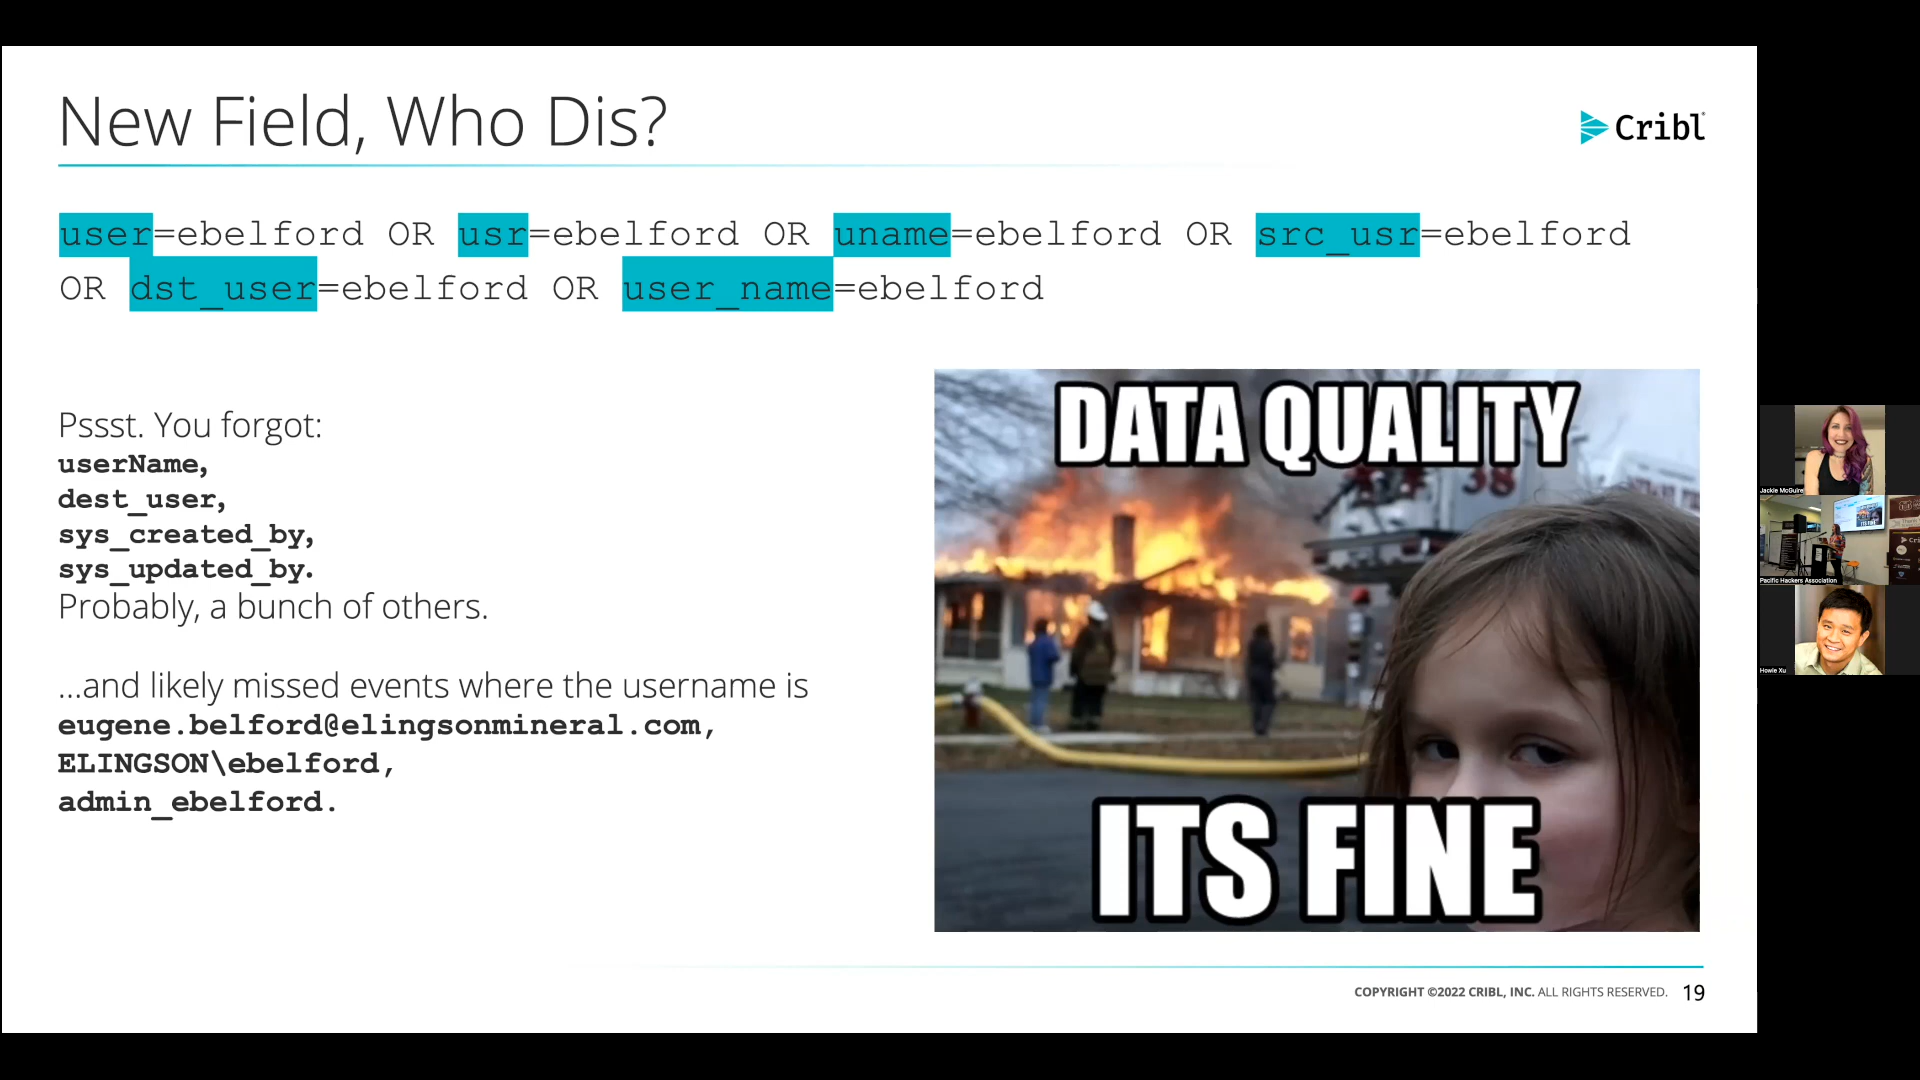 New Field, Who Dis?
Cribl
user=ebelford OR usr=ebelford OR uname=ebelford OR src_usr=ebelford
OR dst_user=ebelford OR user_name=ebelford
Pssst. You forgot:
userName,
dest_user,
sys_created_by,
sys_updated_by.
Probably, a bunch of others.
...and likely missed events where the username is
eugene.belford@elingsonmineral.com,
ELINGSON\ebelford,
admin_ebelford.
DATA QUALITY
38
ITS FINE
COPYRIGHT ©2022 CRIBL, INC. ALL RIGHTS RESERVED. 19
Jackie McGuire
Pacific Hackers Association
Howie Xu